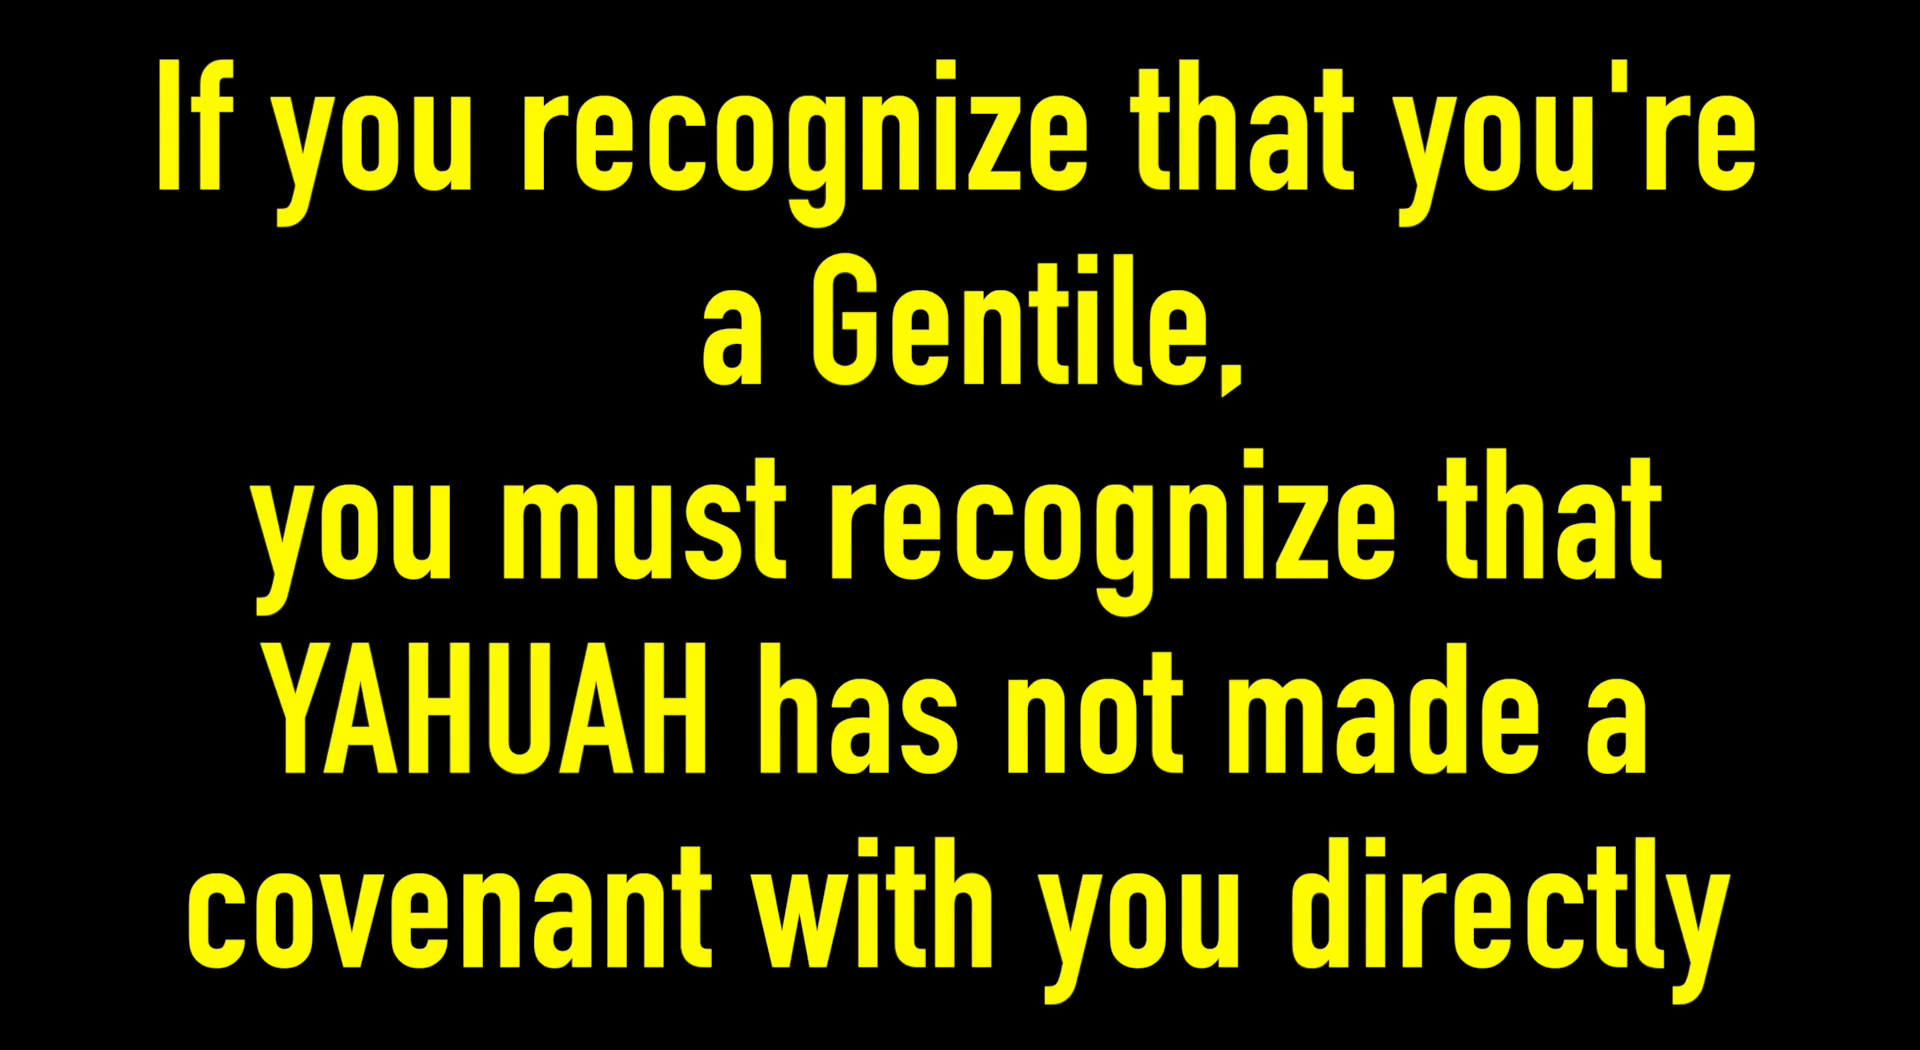 If you recognize that you're
a Gentile,
you must recognize that
YAHUAH has not made a
covenant with you directly